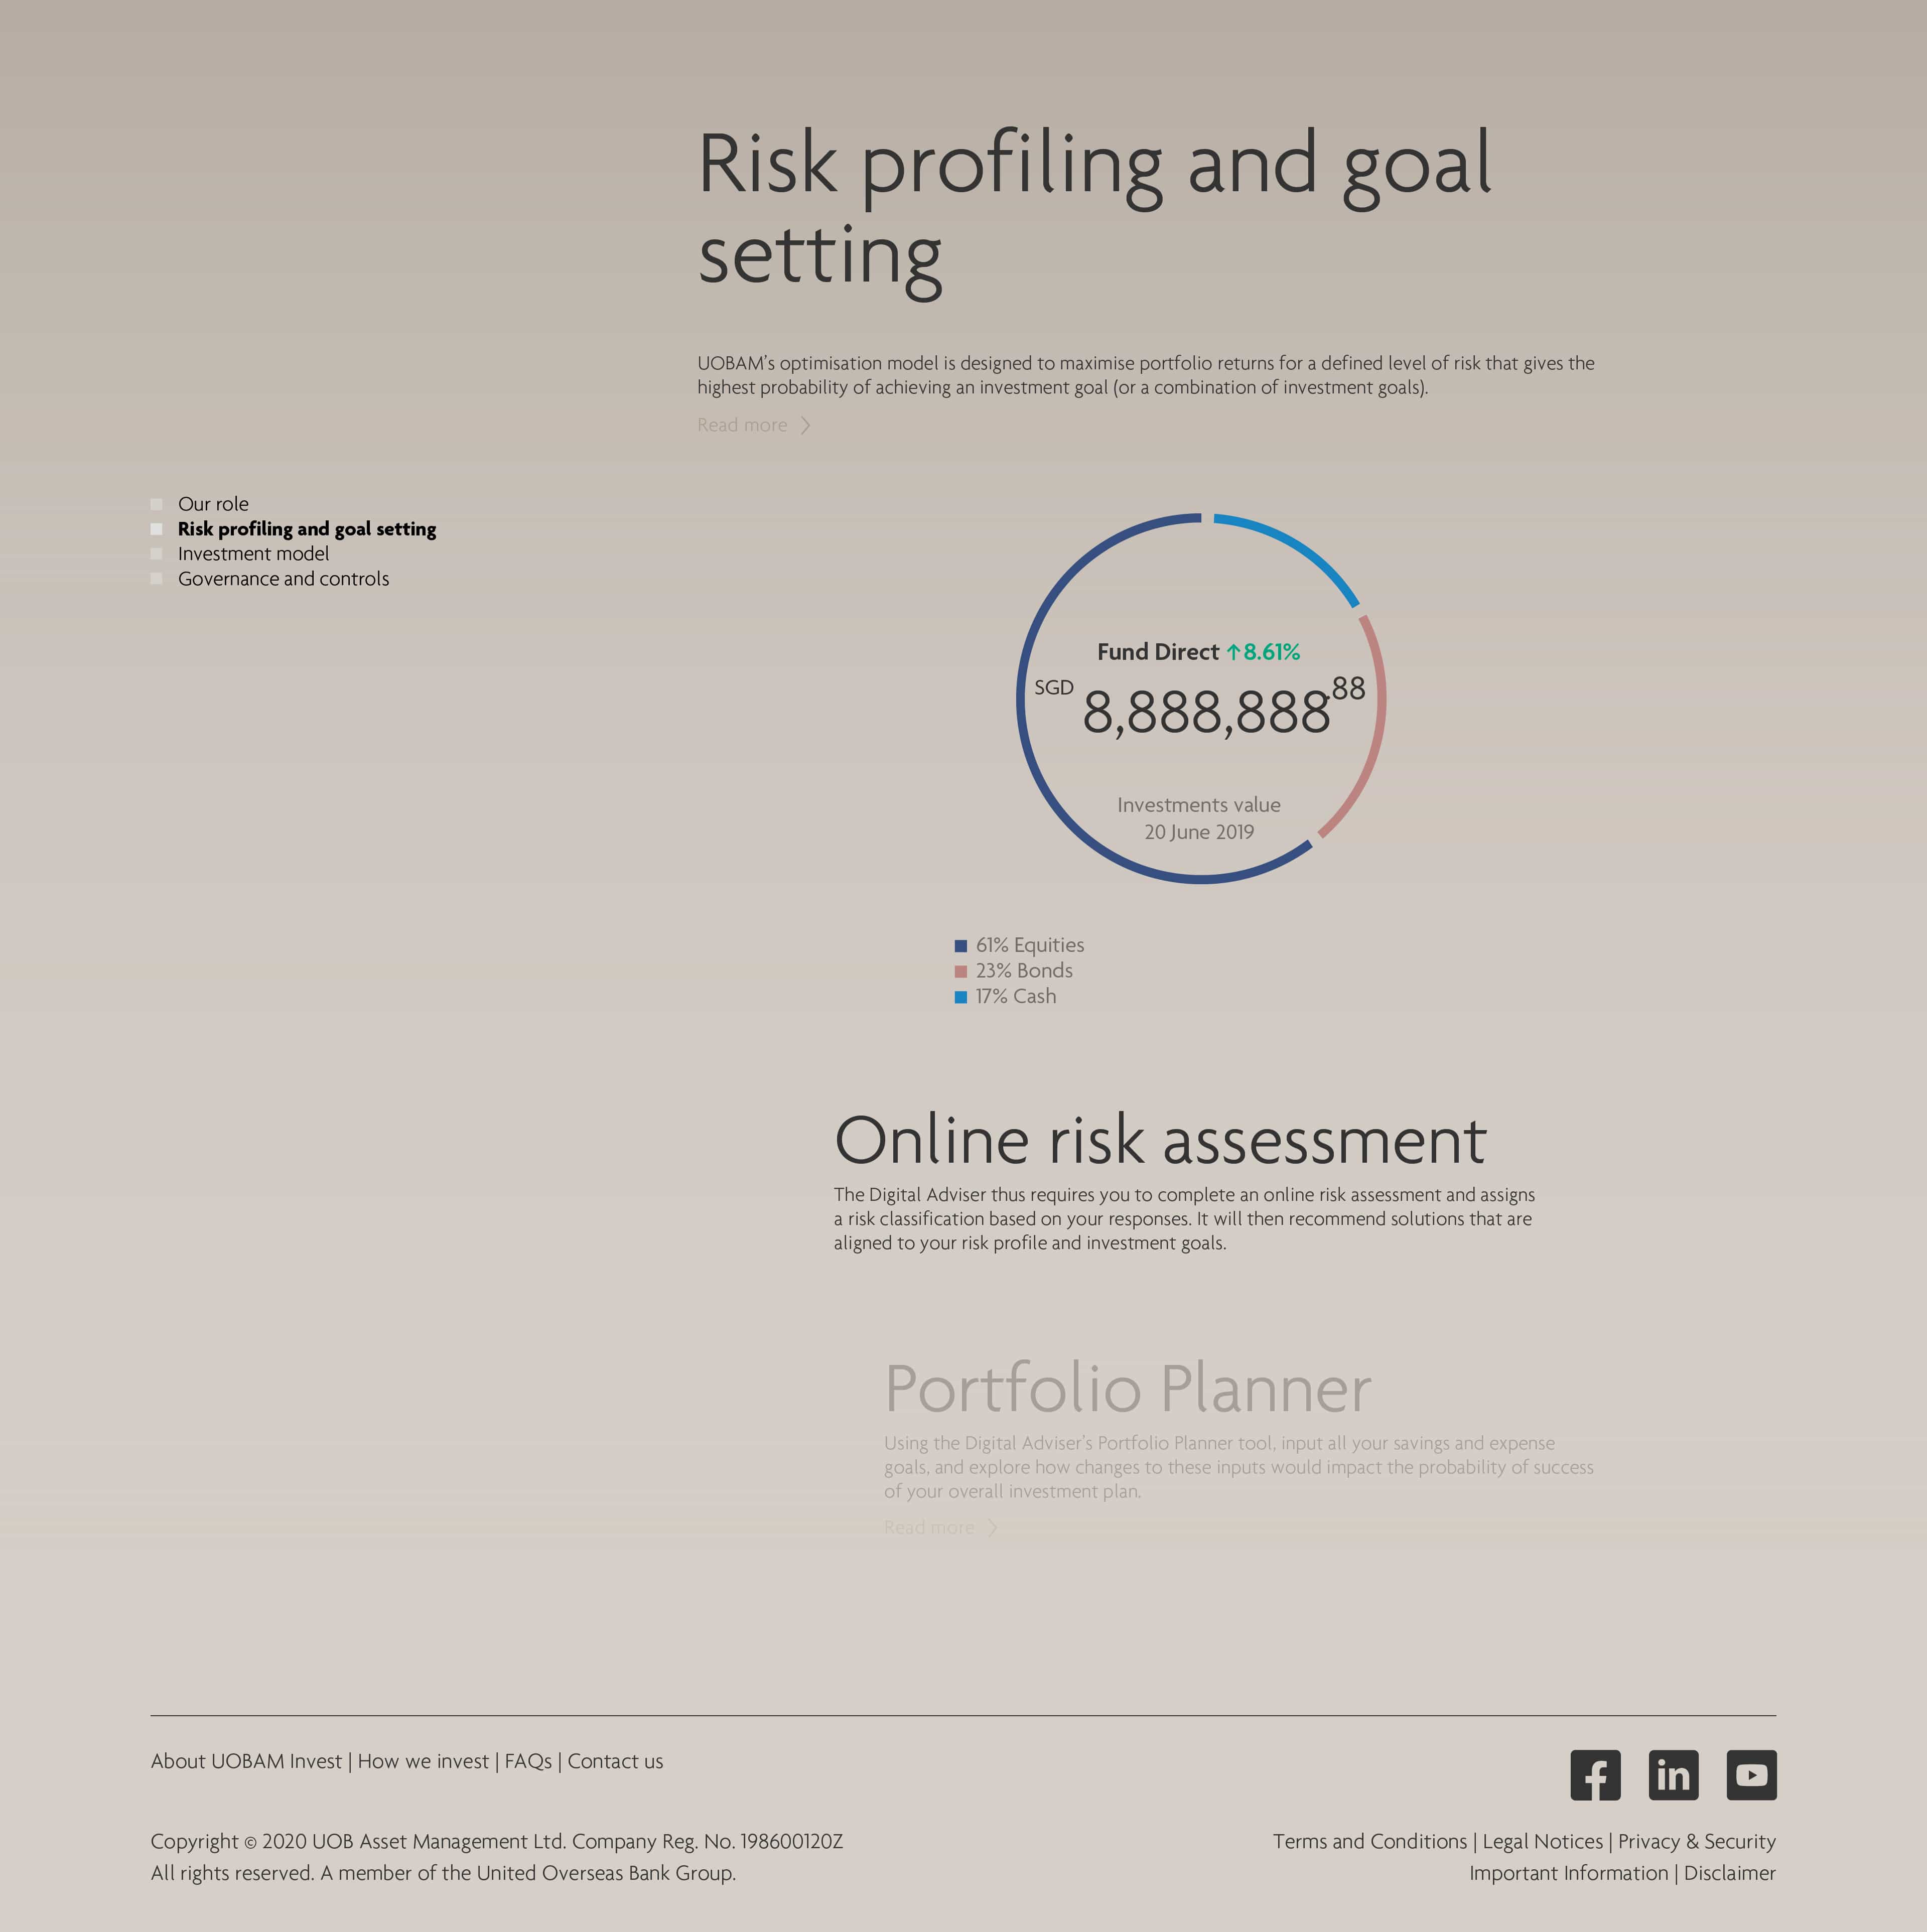 Risk profiling and goal
setting
UOBAM’s optimisation model is designed to maximise portfolio returns for a defined level of risk that gives the
highest probability of achieving an investment goal (or a combination of investment goals).
Read more
Our role
Risk profiling and goal setting
Investment model
Governance and controls
Fund Direct ↑8.61%
SGD 8,888,888.88
Investments value
20 June 2019
61% Equities
23% Bonds
17% Cash
Online risk assessment
The Digital Adviser thus requires you to complete an online risk assessment and assigns
a risk classification based on your responses. It will then recommend solutions that are
aligned to your risk profile and investment goals.
Portfolio Planner
Using the Digital Adviser’s Portfolio Planner tool, input all your savings and expense
goals, and explore how changes to these inputs would impact the probability of success
of your overall investment plan.
Read more
About UOBAM Invest | How we invest | FAQs | Contact us
Copyright © 2020 UOB Asset Management Ltd. Company Reg. No. 198600120Z
All rights reserved. A member of the United Overseas Bank Group.
Terms and Conditions | Legal Notices | Privacy & Security
Important Information | Disclaimer